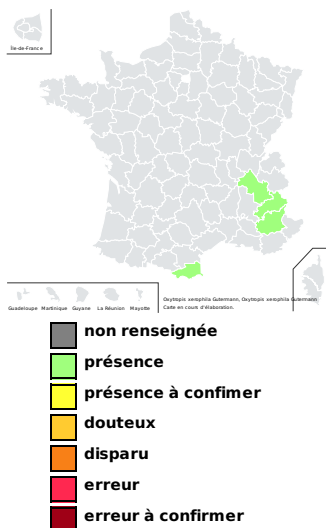 Île-de-France
Guadeloupe Martinique Guyane La Réunion Mayotte
Oxytropis xerophila Gutermann, Oxytropis xerophila Gutermann
Carte en cours d'élaboration.
non renseignée
présence
présence à confimer
douteux
disparu
erreur
erreur à confirmer